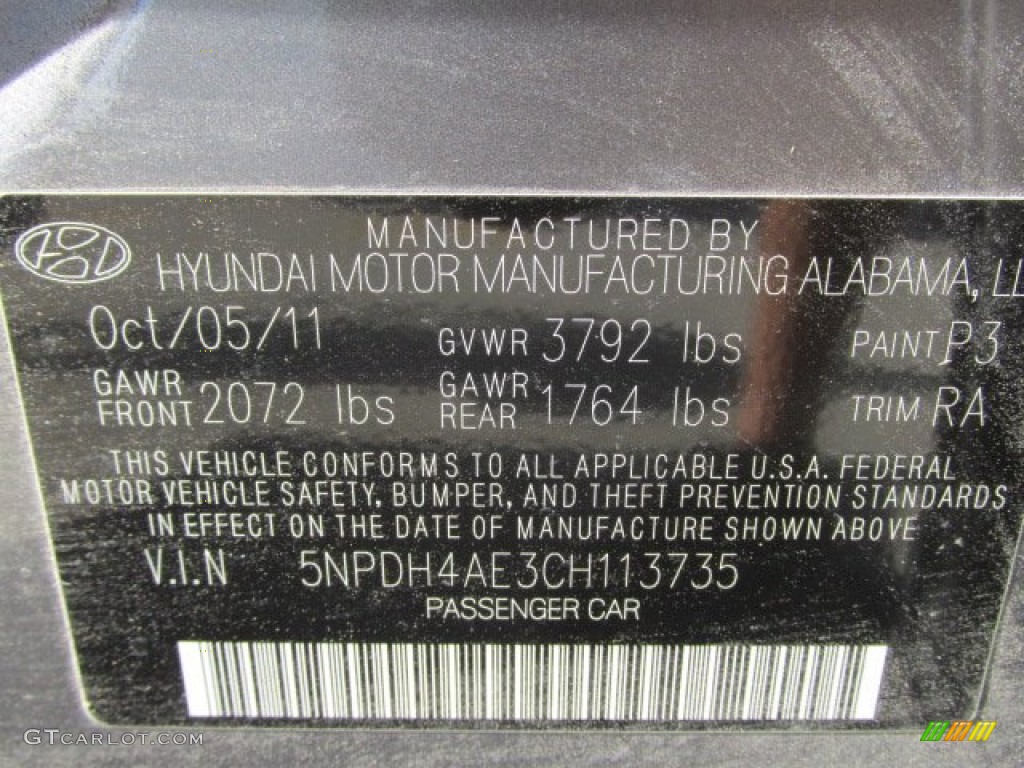 MANUFACTURED BY
HYUNDAI MOTOR MANUFACTURING ALABAMA, LL
Oct/05/11 GVWR 3792 lbs PAINT P3
GAWR FRONT 2072 lbs GAWR REAR 1764 lbs TRIM RA
THIS VEHICLE CONFORMS TO ALL APPLICABLE U.S.A. FEDERAL
MOTOR VEHICLE SAFETY, BUMPER, AND THEFT PREVENTION STANDARDS
IN EFFECT ON THE DATE OF MANUFACTURE SHOWN ABOVE
V.I.N 5NPDH4AE3CH113735
PASSENGER CAR
GTCARLOT.COM